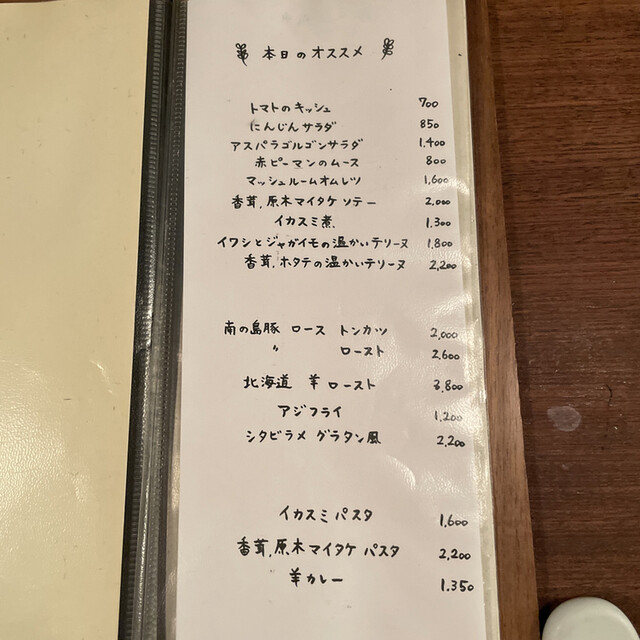 本日のオススメ
トマトのキッシュ 700
にんじんサラダ 850
アスパラゴルゴンサラダ 1,400
赤ピーマンのムース 800
マッシュルームオムレツ 1,600
香茸,原木マイタケソテー 2,000
イカスミ煮 1,300
イワシとジャガイモの温かいテリーヌ 1,800
香茸,ホタテの温かいテリーヌ 2,200
南の島豚 ロース トンカツ 2,000
〃 ロースト 2,600
北海道 羊ロースト 3,800
アジフライ 1,200
シタビラメ グラタン風 2,200
イカスミパスタ 1,600
香茸,原木マイタケ パスタ 2,200
羊カレー 1.350